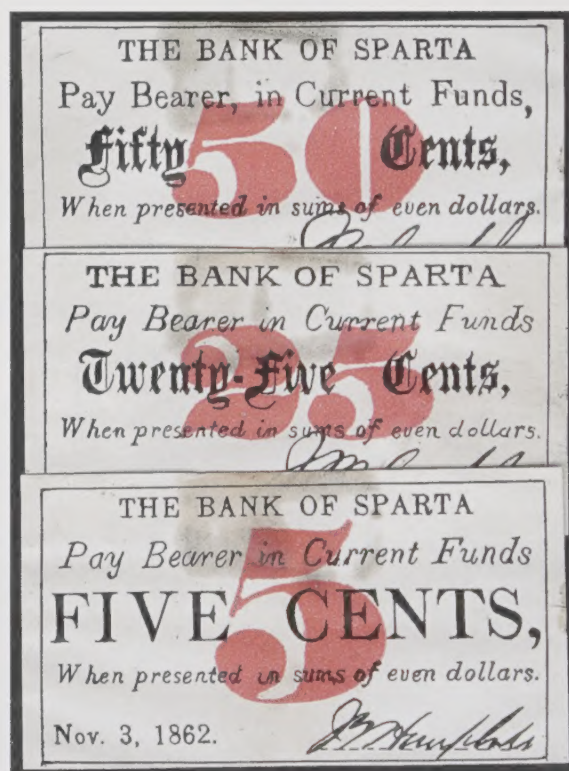 THE BANK OF SPARTA
Pay Bearer, in Current Funds,
Fifty 50 Cents,
When presented in sums of even dollars.
THE BANK OF SPARTA
Pay Bearer in Current Funds
25
Twenty-Five Cents,
When presented in sums of even dollars.
THE BANK OF SPARTA
Pay Bearer in Current Funds
5
FIVE CENTS,
When presented in sums of even dollars.
Nov. 3, 1862.